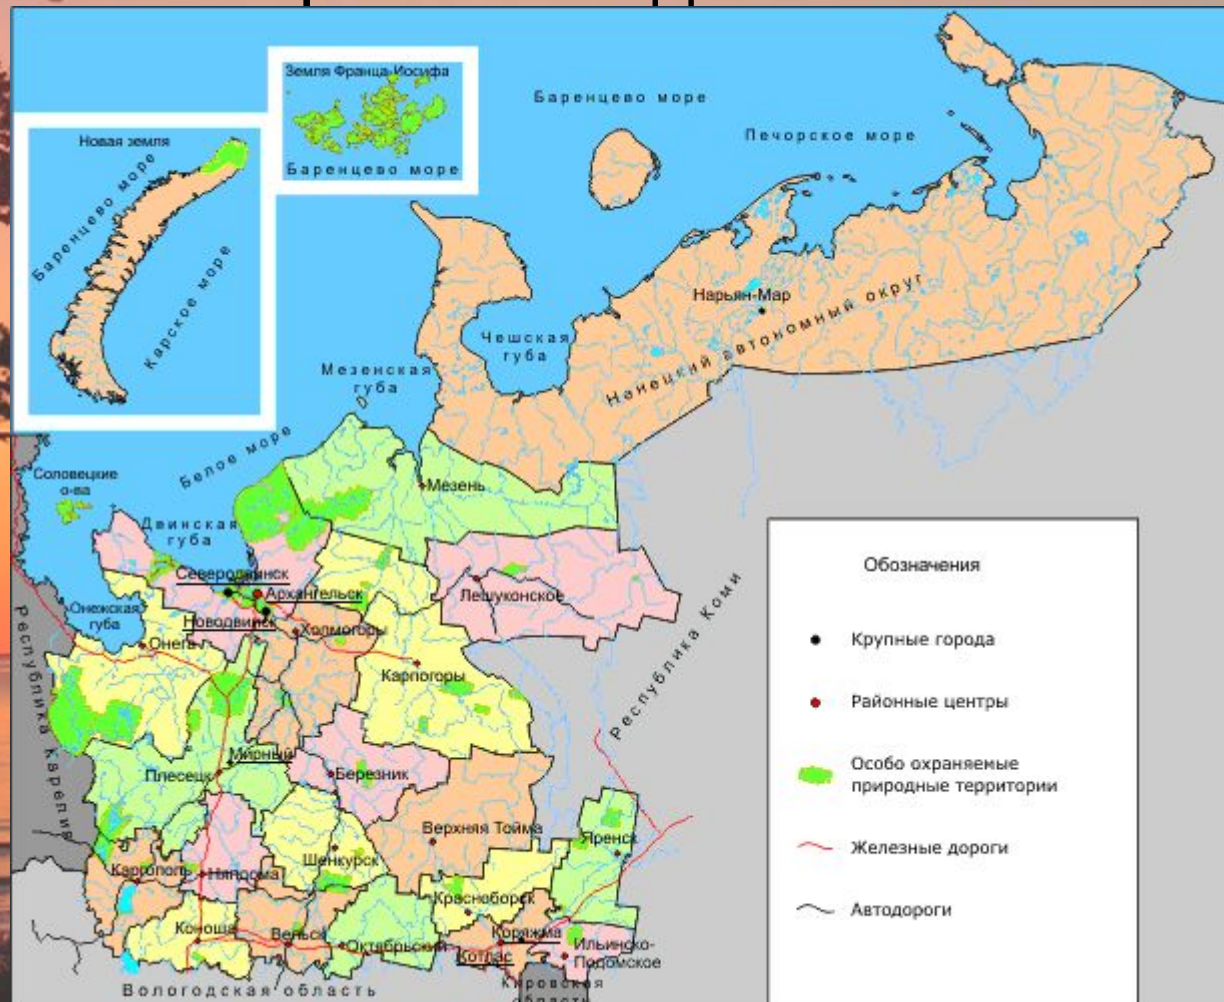 Земля Франца-Иосифа
Баренцево море
Новая земля
Баренцево море
Карское море
Баренцево море
Печорское море
Нарьян-Мар
Ненецкий автономный округ
Чешская
губа
Мезенская
губа
Белое море
Соловецкие
о-ва
Мезень
Двинская
губа
Северодвинск
Архангельск
Лешуконское
Онежская
губа
Новодвинск
Холмогоры
Онега
Карпогоры
Республика Коми
Республика Карелия
Мирный
Плесецк
Березник
Верхняя Тойма
Яренск
Шенкурск
Каргополь
Няндома
Красноборск
Коноша
Вельск
Октябрьский
Коряжма
Котлас
Ильинско-
Подомское
Вологодская область
Кировская
область
Обозначения
Крупные города
Районные центры
Особо охраняемые
природные территории
Железные дороги
Автодороги